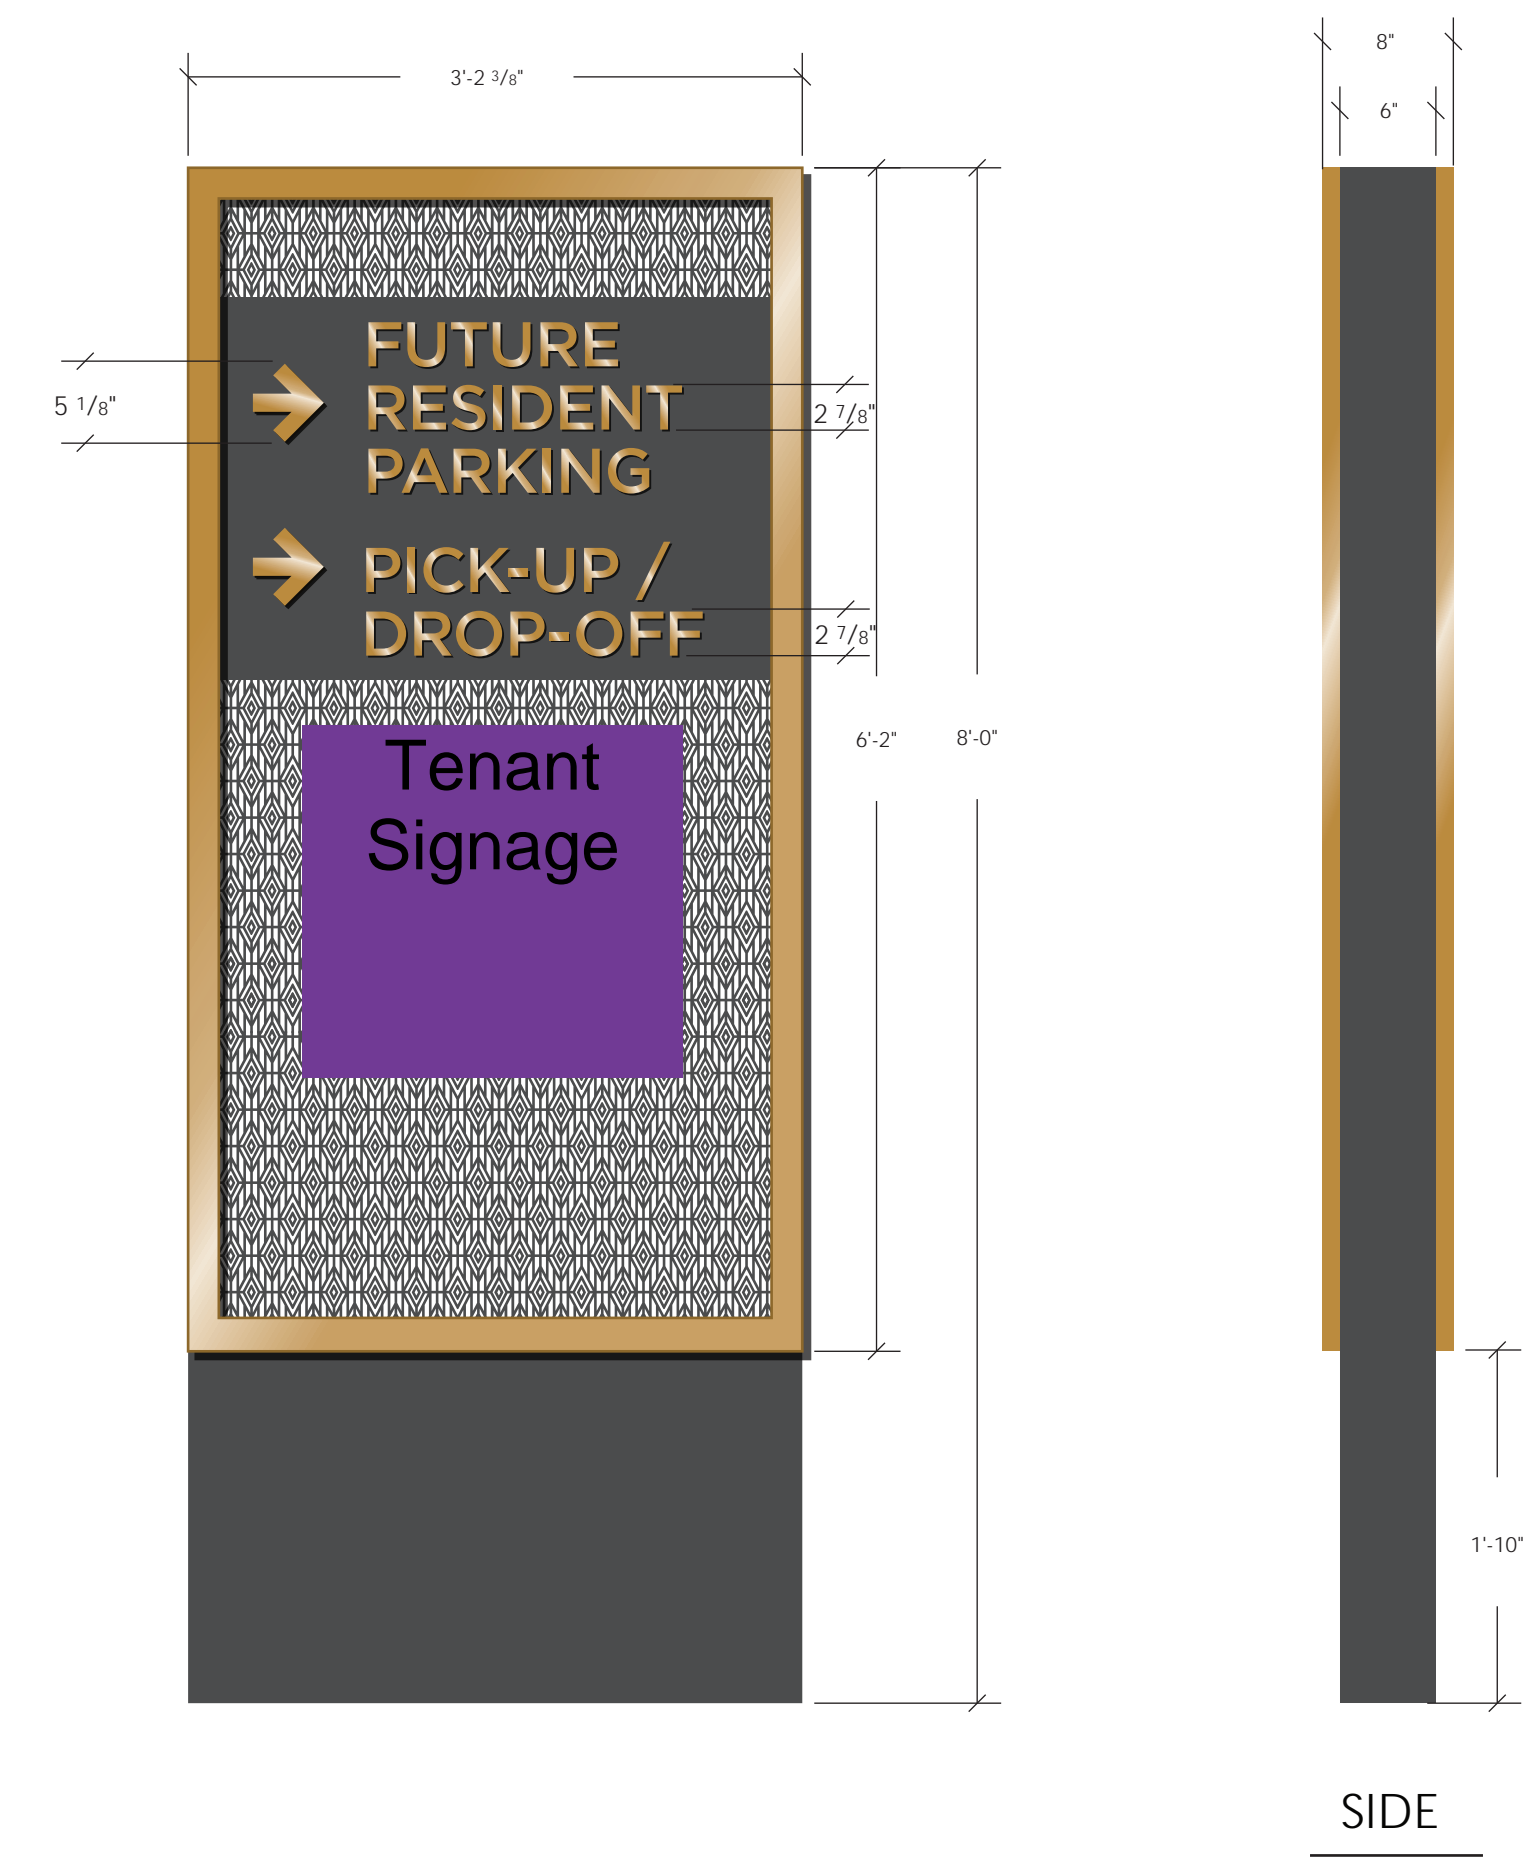 8"
3'-2 3/8"
6"
FUTURE
RESIDENT
PARKING
5 1/8"
2 7/8"
PICK-UP /
DROP-OFF
2 7/8"
6'-2"
8'-0"
Tenant
Signage
1'-10"
SIDE